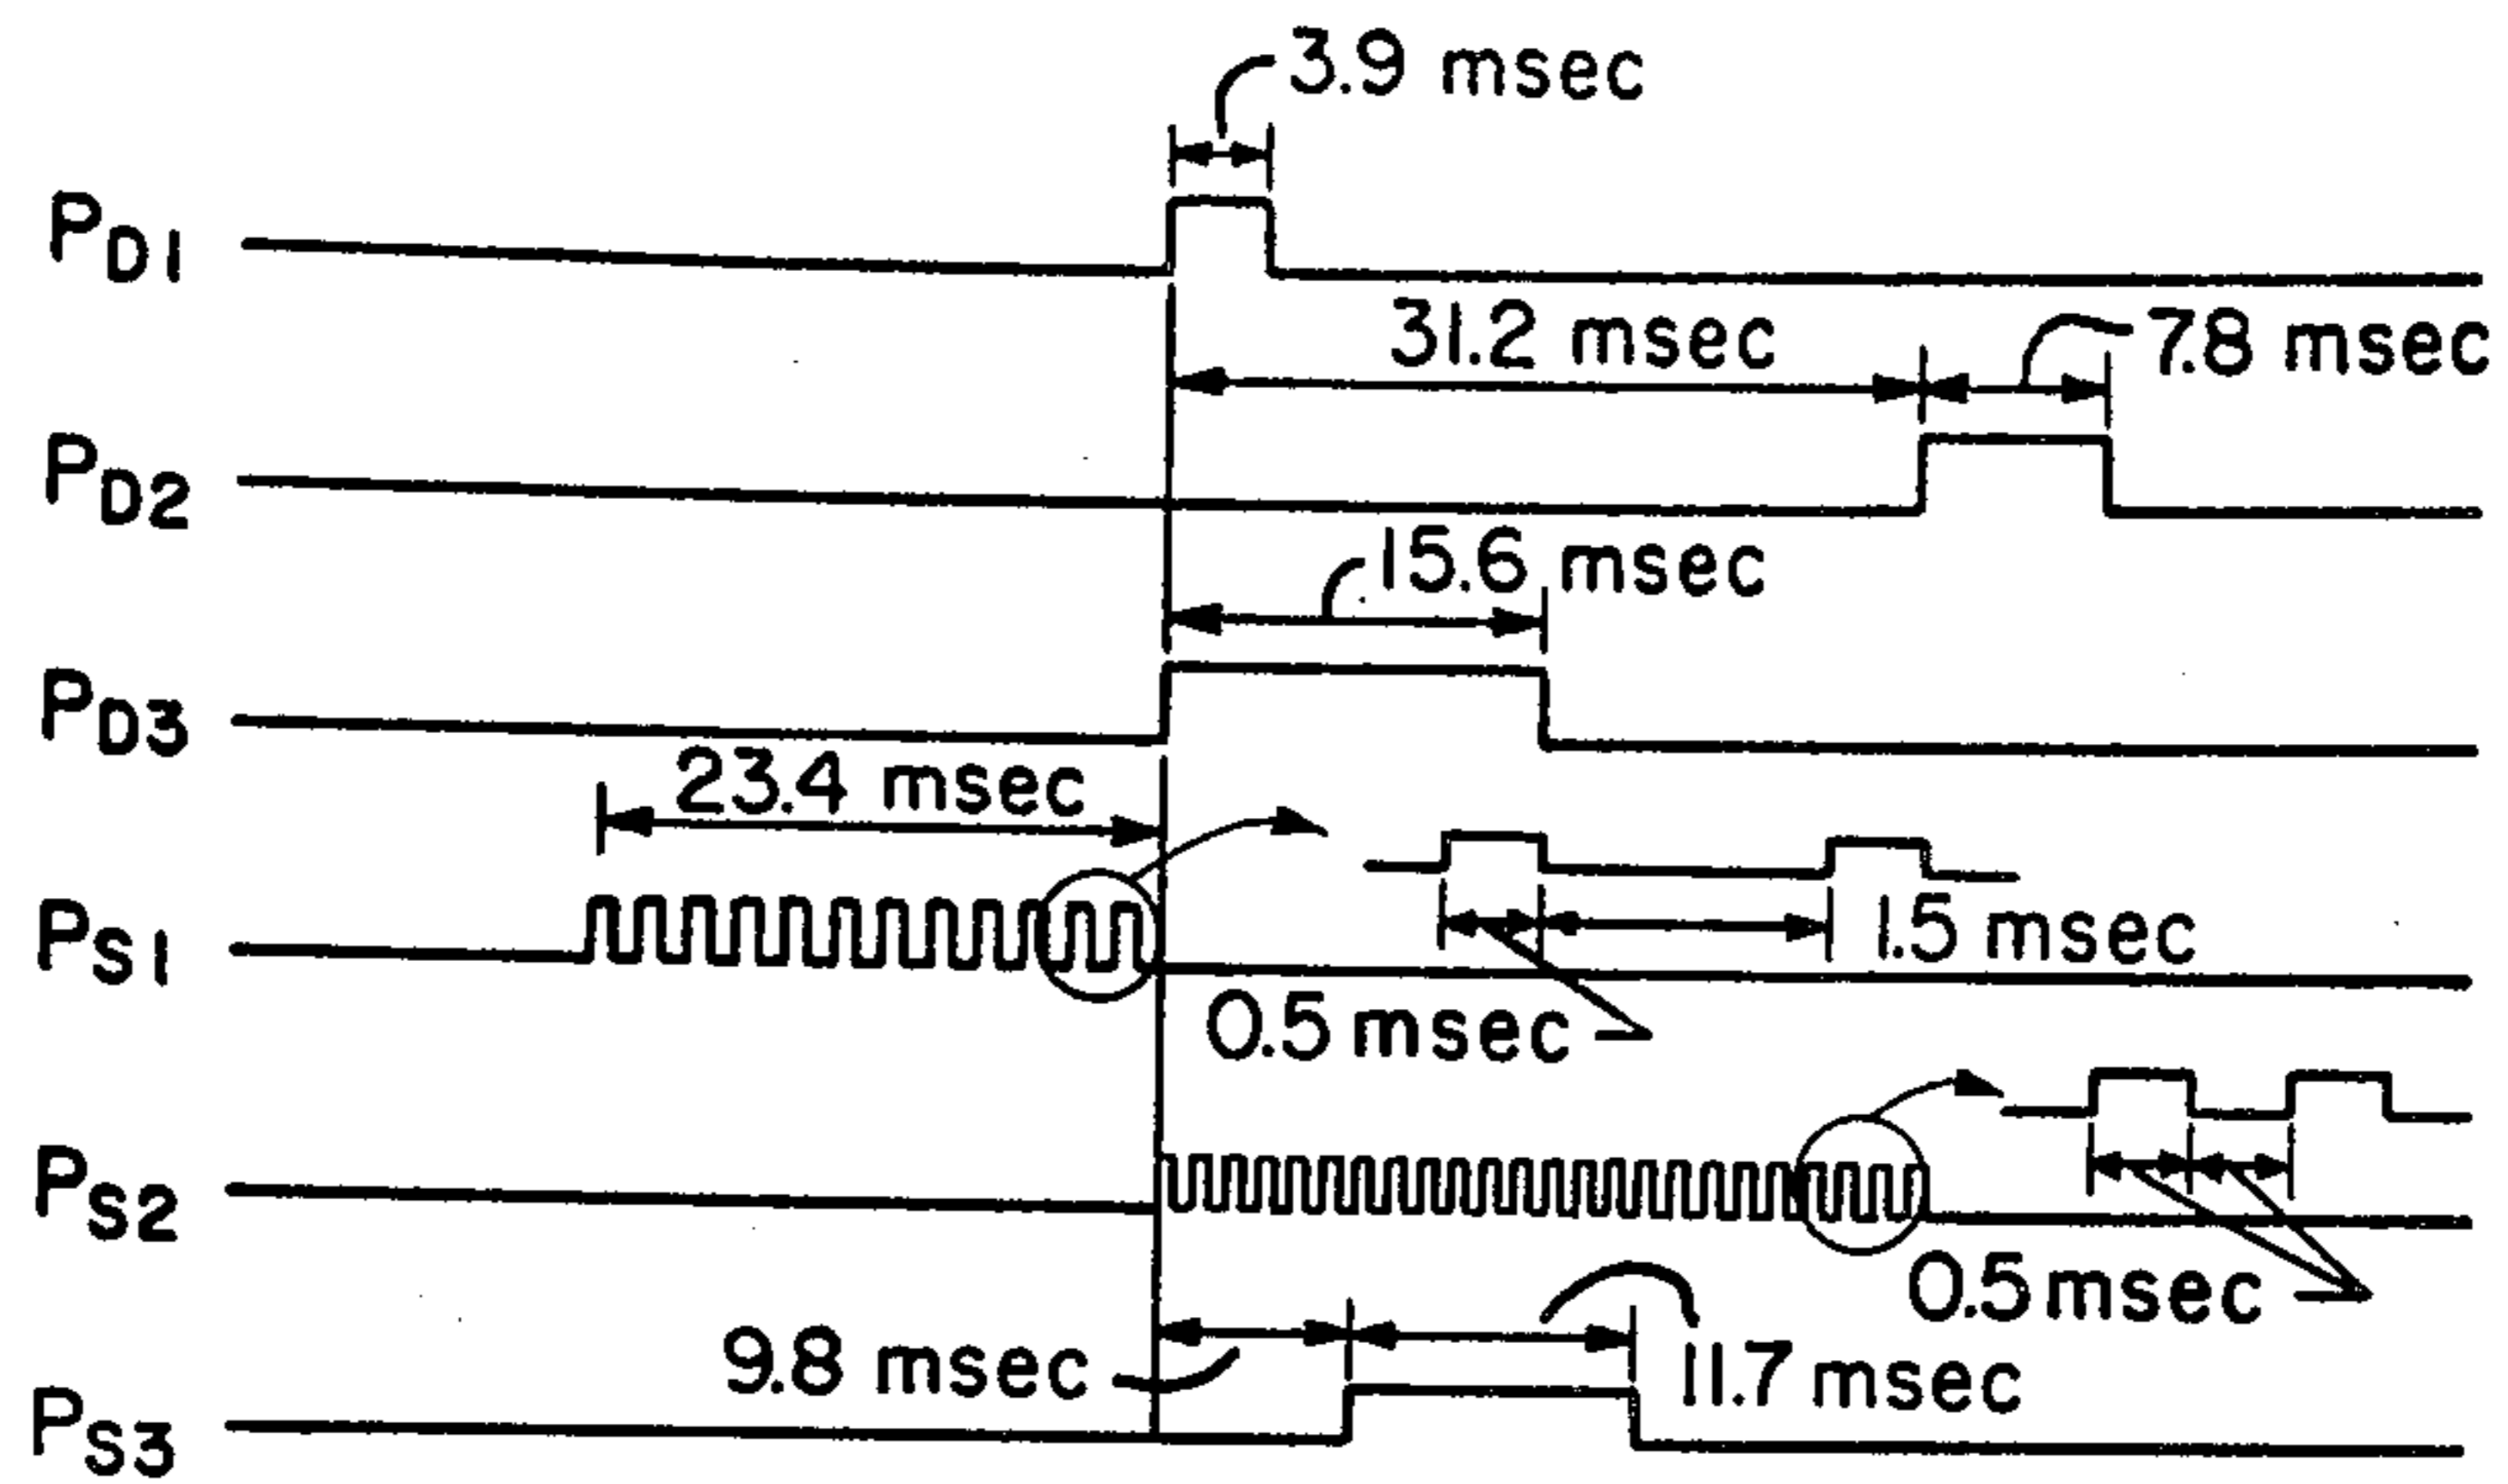 3.9 msec
PD1
31.2 msec
7.8 msec
PD2
15.6 msec
PD3
23.4 msec
PS1
1.5 msec
0.5 msec
PS2
0.5 msec
9.8 msec
11.7 msec
PS3